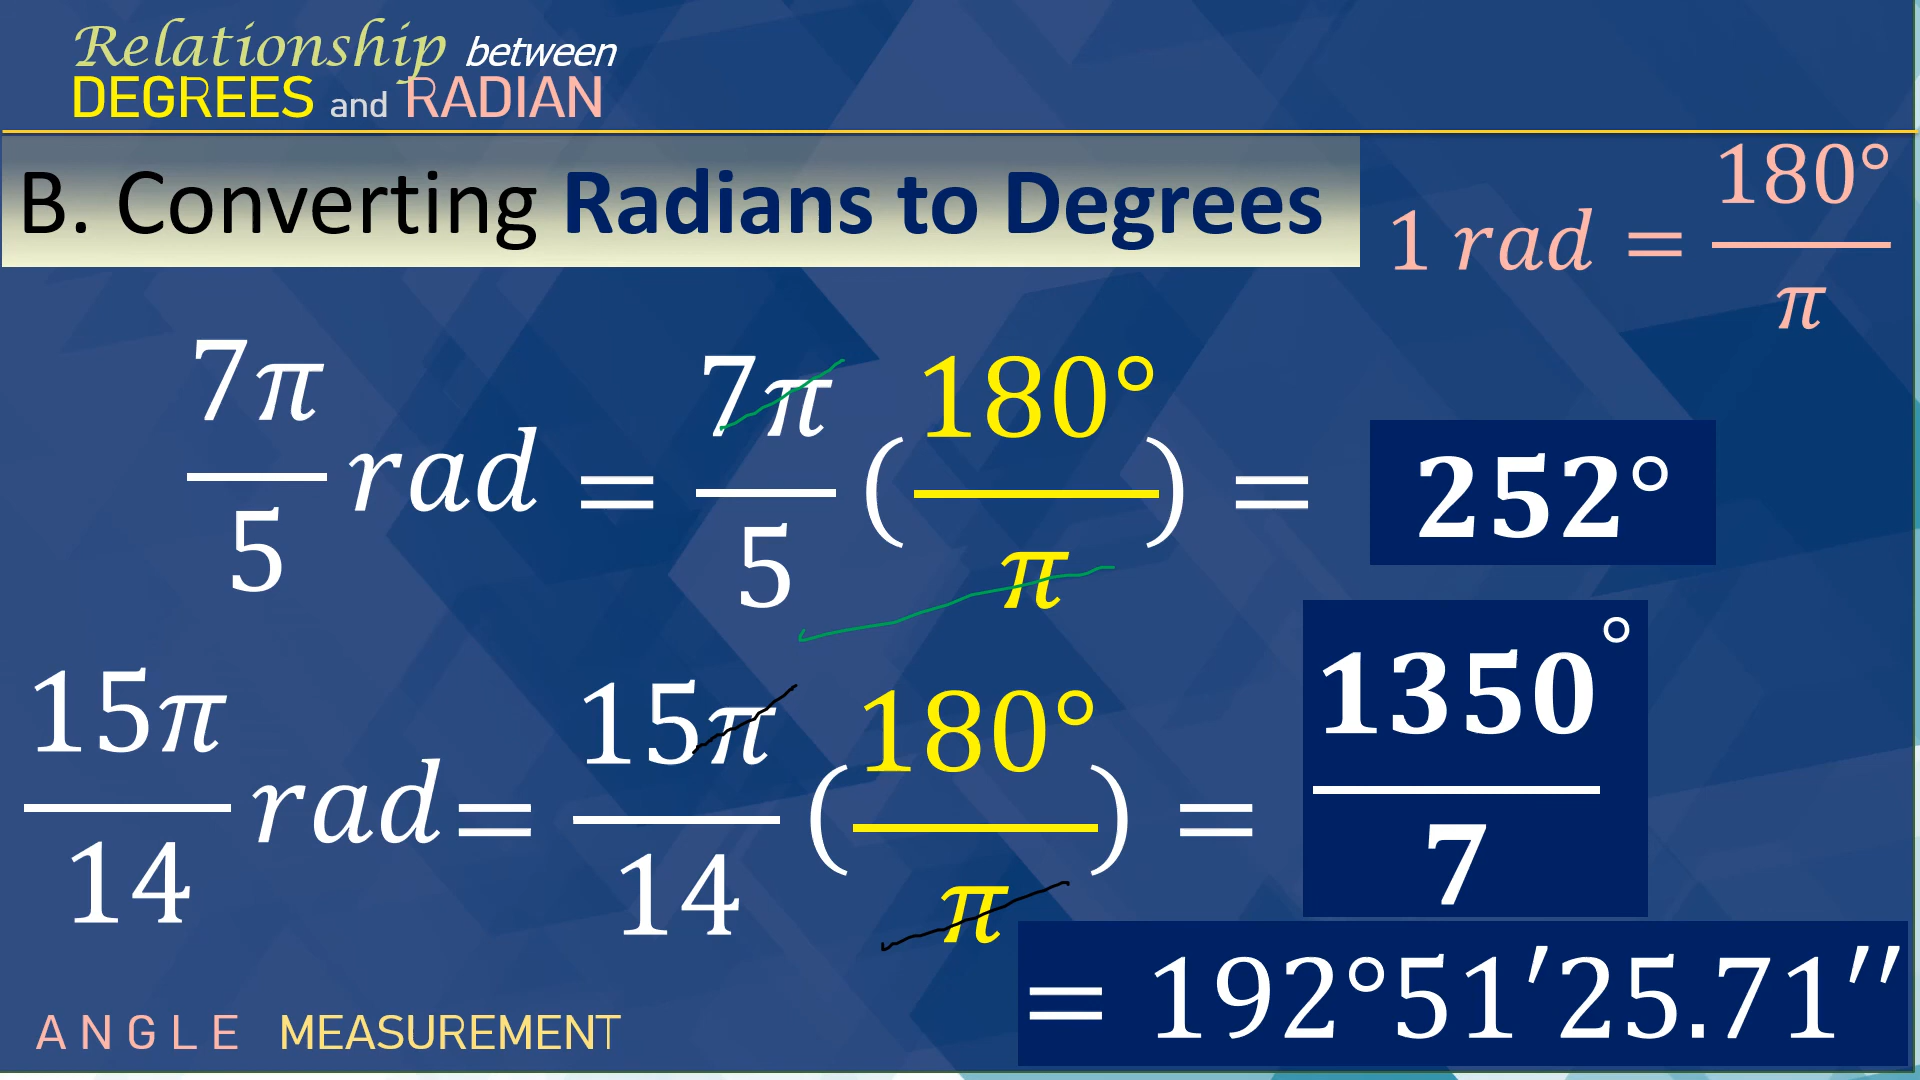 Relationship between
DEGREES and RADIAN
B. Converting Radians to Degrees
1 rad = 180°/π
7π/5 rad = 7π/5 (180°/π) = 252°
15π/14 rad = 15π/14 (180°/π) = 1350°/7
= 192°51′25.71′′
ANGLE MEASUREMENT